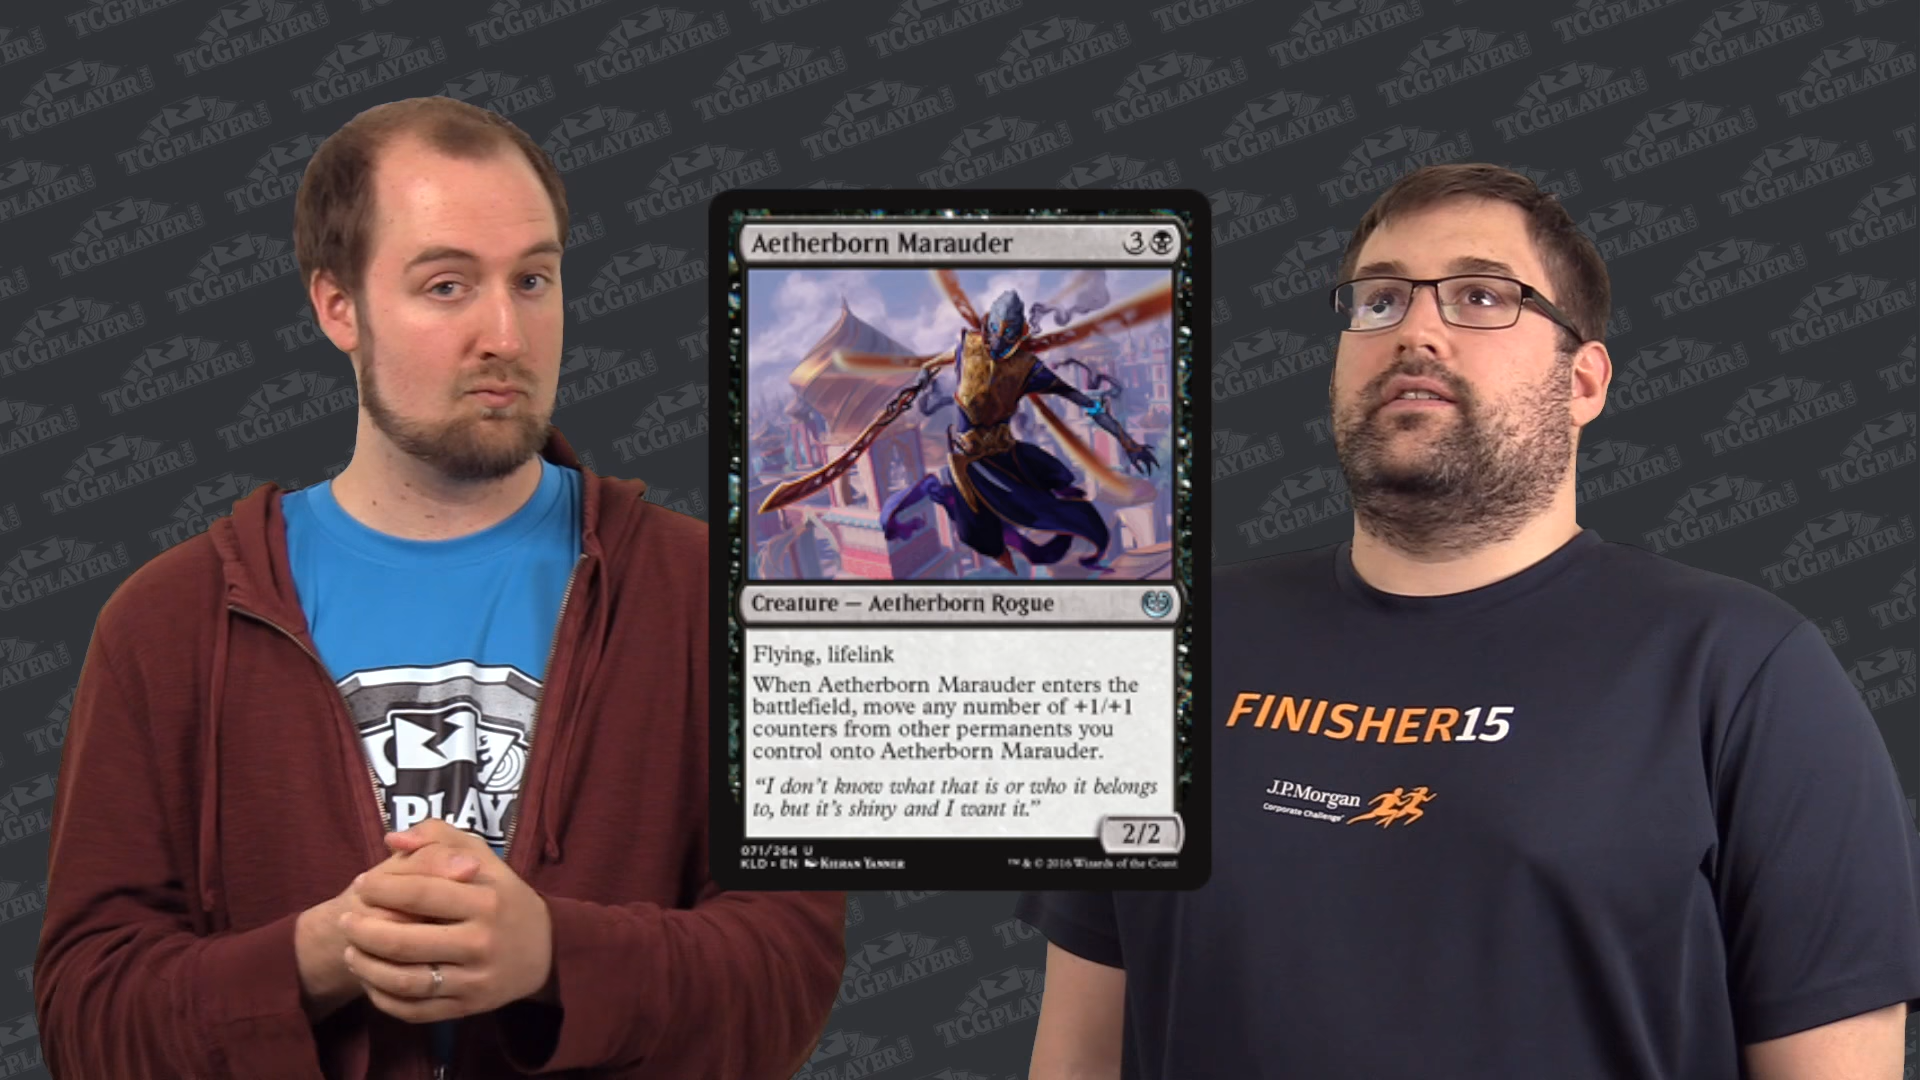 TCGPLAYER.COM
Aetherborn Marauder 3
Creature — Aetherborn Rogue
Flying, lifelink
When Aetherborn Marauder enters the
battlefield, move any number of +1/+1
counters from other permanents you
control onto Aetherborn Marauder.
“I don’t know what that is or who it belongs
to, but it’s shiny and I want it.”
2/2
071/264 U
KLD • EN Kieran Yanner
™ & © 2016 Wizards of the Coast
PLAY
FINISHER15
J.P.Morgan
Corporate Challenge